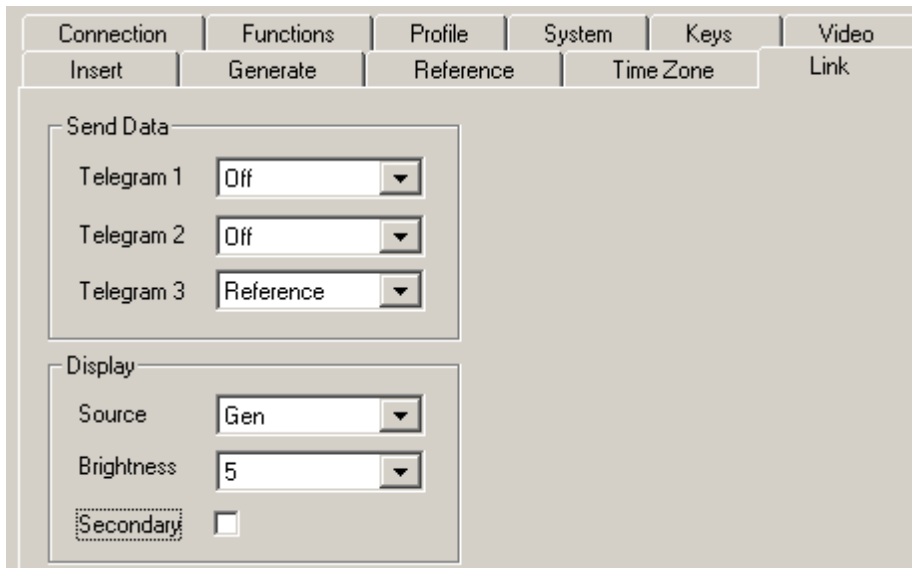 Connection Functions Profile System Keys Video
Insert Generate Reference Time Zone Link
Send Data
Telegram 1 Off
Telegram 2 Off
Telegram 3 Reference
Display
Source Gen
Brightness 5
Secondary